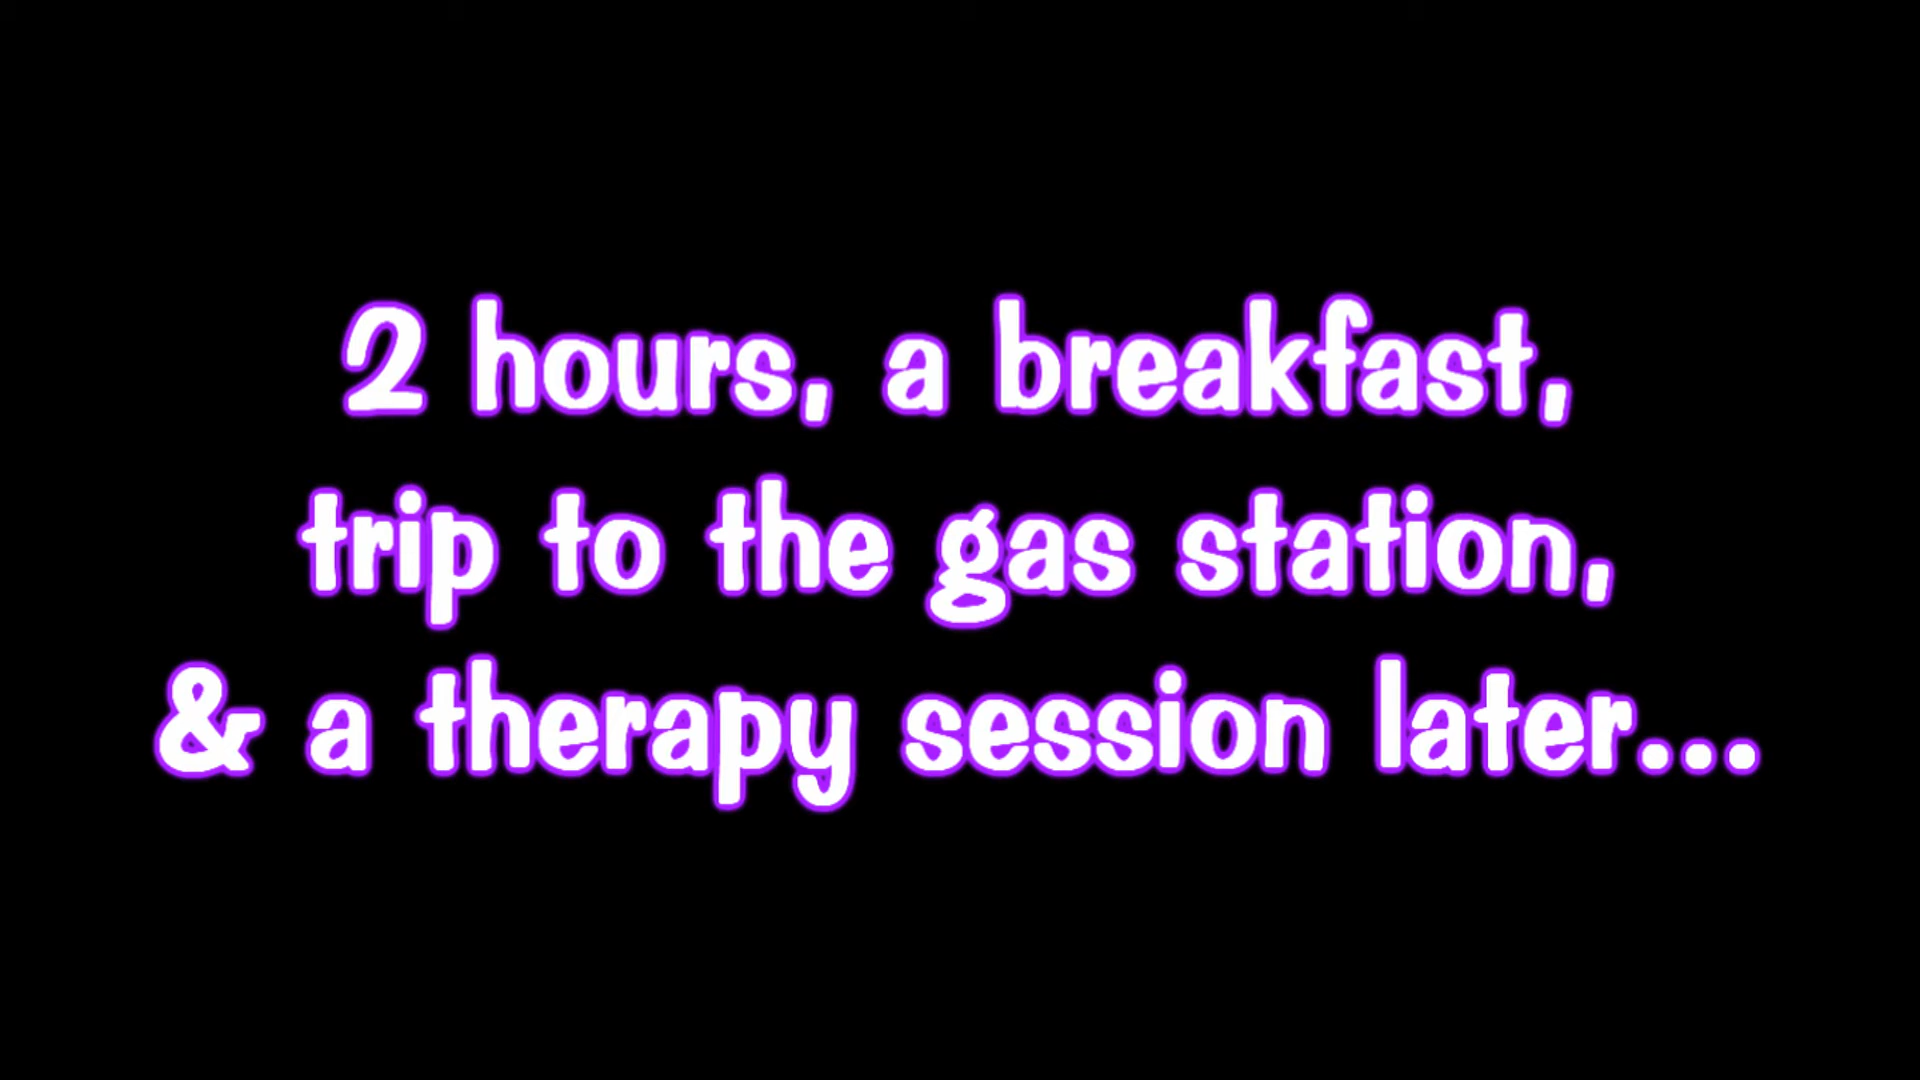 2 hours, a breakfast,
trip to the gas station,
& a therapy session later...